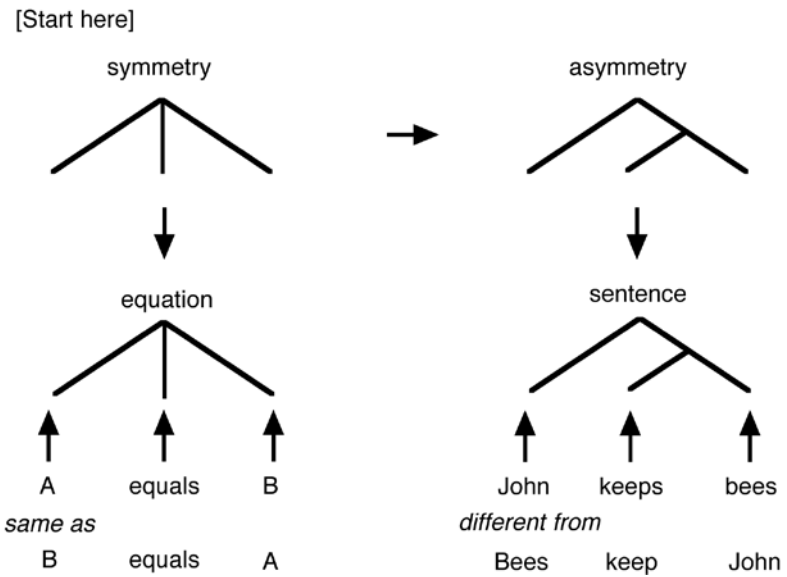 [Start here]
symmetry
asymmetry
equation
sentence
A equals B
John keeps bees
same as
different from
B equals A
Bees keep John